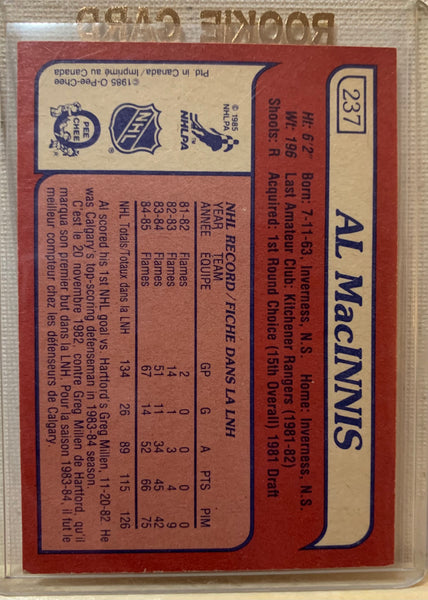 ROOKIE CARD
237
AL MacINNIS
Ht: 6'2" Born: 7-11-63, Inverness, N.S. Home: Inverness, N.S.
Wt: 196 Last Amateur Club: Kitchener Rangers (1981-82)
Shoots: R Acquired: 1st Round Choice (15th Overall) 1981 Draft
© 1985
NHLPA
NHLPA
NHL
O PEE CHEE
©1985 O-Pee-Chee
Ptd in Canada/Imprimé au Canada
NHL RECORD/FICHE DANS LA LNH
YEAR TEAM
ANNÉE ÉQUIPE GP G A PTS PIM
81-82 Flames 2 0 0 0 0
82-83 Flames 14 1 3 4 9
83-84 Flames 51 11 34 45 42
84-85 Flames 67 14 52 66 75
NHL Totals/Totaux dans la LNH 134 26 89 115 126
Al scored his 1st NHL goal vs. Hartford's Greg Millen, 11-20-82. He
was Calgary's top-scoring defenseman in 1983-84 season.
C'est le 20 novembre 1982, contre Greg Millen de Hartford, qu'il
marqua son premier but dans la LNH. Pour la saison 1983-84, il fut le
meilleur compteur chez les défenseurs de Calgary.